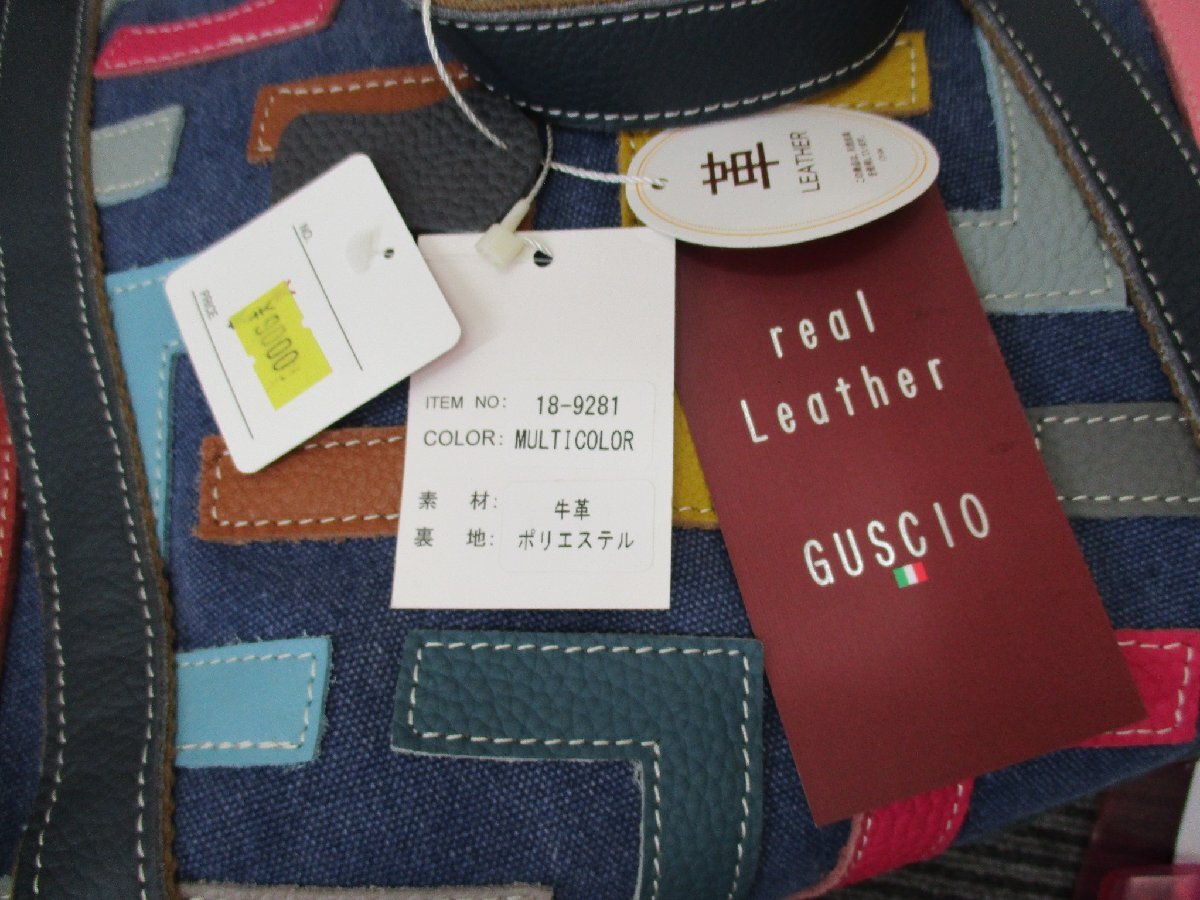 NO.
PRICE
¥9000
ITEM NO: 18-9281
COLOR: MULTICOLOR
素 材: 牛革
裏 地: ポリエステル
革
LEATHER
real
Leather
GUSCIO